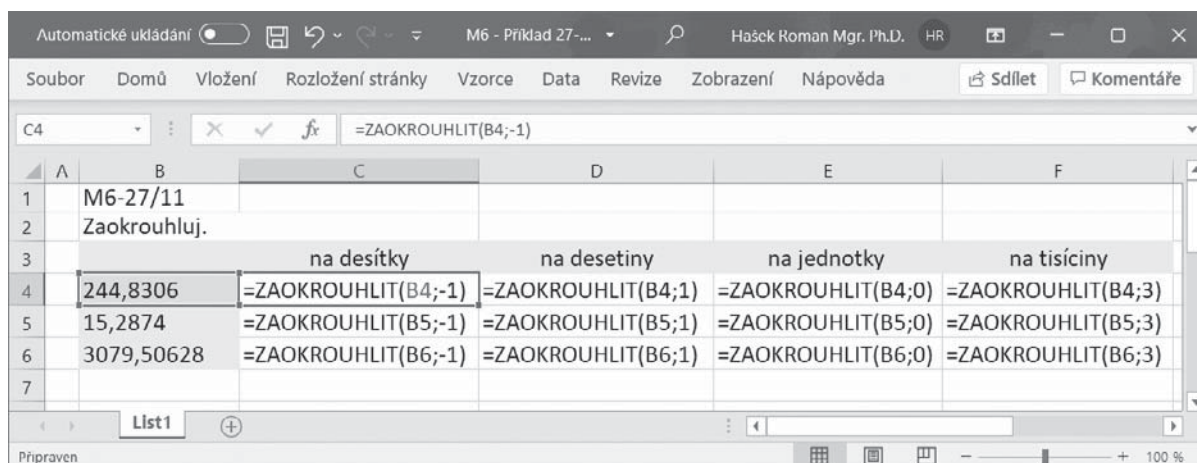 Automatické ukládání M6 - Příklad 27-... Hašek Roman Mgr. Ph.D. HR
Soubor Domů Vložení Rozložení stránky Vzorce Data Revize Zobrazení Nápověda Sdílet Komentáře
C4 fx =ZAOKROUHLIT(B4;-1)
A B C D E F
1 M6-27/11
2 Zaokrouhluj.
3 na desítky na desetiny na jednotky na tisíciny
4 244,8306 =ZAOKROUHLIT(B4;-1) =ZAOKROUHLIT(B4;1) =ZAOKROUHLIT(B4;0) =ZAOKROUHLIT(B4;3)
5 15,2874 =ZAOKROUHLIT(B5;-1) =ZAOKROUHLIT(B5;1) =ZAOKROUHLIT(B5;0) =ZAOKROUHLIT(B5;3)
6 3079,50628 =ZAOKROUHLIT(B6;-1) =ZAOKROUHLIT(B6;1) =ZAOKROUHLIT(B6;0) =ZAOKROUHLIT(B6;3)
7
List1
Připraven 100 %